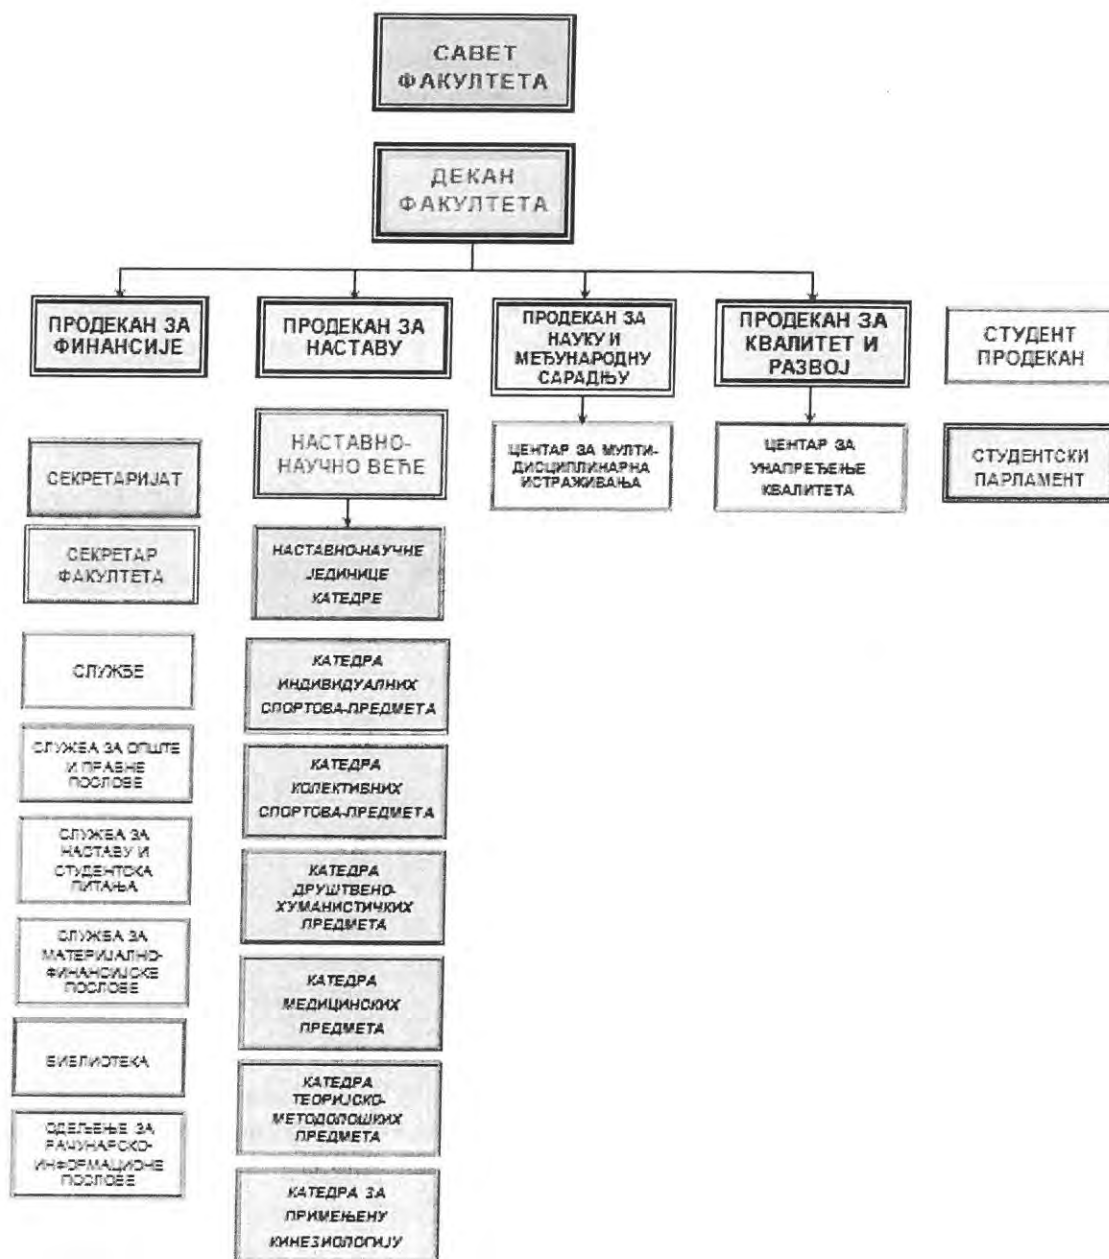 САВЕТ
ФАКУЛТЕТА
ДЕКАН
ФАКУЛТЕТА
ПРОДЕКАН ЗА
ФИНАНСИЈЕ
ПРОДЕКАН ЗА
НАСТАВУ
ПРОДЕКАН ЗА
НАУКУ И
МЕЂУНАРОДНУ
САРАДЊУ
ПРОДЕКАН ЗА
КВАЛИТЕТ И
РАЗВОЈ
СТУДЕНТ
ПРОДЕКАН
СЕКРЕТАРИЈАТ
НАСТАВНО-
НАУЧНО ВЕЋЕ
ЦЕНТАР ЗА МУЛТИ-
ДИСЦИПЛИНАРНА
ИСТРАЖИВАЊА
ЦЕНТАР ЗА
УНАПРЕЂЕЊЕ
КВАЛИТЕТА
СТУДЕНТСКИ
ПАРЛАМЕНТ
СЕКРЕТАР
ФАКУЛТЕТА
НАСТАВНО-НАУЧНЕ
ЈЕДИНИЦЕ
КАТЕДРЕ
СЛУЖБЕ
КАТЕДРА
ИНДИВИДУАЛНИХ
СПОРТОВА-ПРЕДМЕТА
СЛУЖБА ЗА ОПШТЕ
И ПРАВНЕ
ПОСЛОВЕ
КАТЕДРА
КОЛЕКТИВНИХ
СПОРТОВА-ПРЕДМЕТА
СЛУЖБА ЗА
НАСТАВУ И
СТУДЕНТСКА
ПИТАЊА
КАТЕДРА
ДРУШТВЕНО-
ХУМАНИСТИЧКИХ
ПРЕДМЕТА
СЛУЖБА ЗА
МАТЕРИЈАЛНО-
ФИНАНСИЈСКЕ
ПОСЛОВЕ
КАТЕДРА
МЕДИЦИНСКИХ
ПРЕДМЕТА
БИБЛИОТЕКА
КАТЕДРА
ТЕОРИЈСКО-
МЕТОДОЛОШКИХ
ПРЕДМЕТА
ОДЕЉЕЊЕ ЗА
РАЧУНАРСКО-
ИНФОРМАЦИОНЕ
ПОСЛОВЕ
КАТЕДРА ЗА
ПРИМЕЊЕНУ
КИНЕЗИОЛОГИЈУ